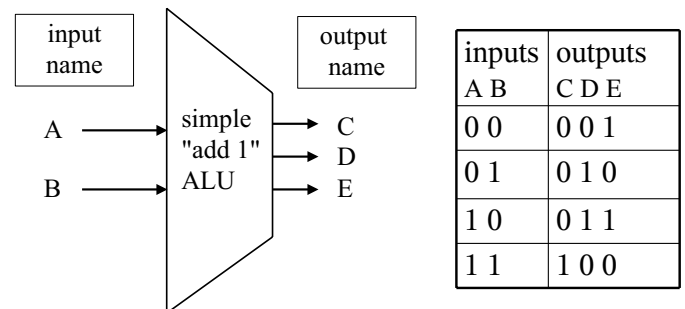 input
name
output
name
A
B
simple
"add 1"
ALU
C
D
E
inputs outputs
A B C D E
0 0 0 0 1
0 1 0 1 0
1 0 0 1 1
1 1 1 0 0